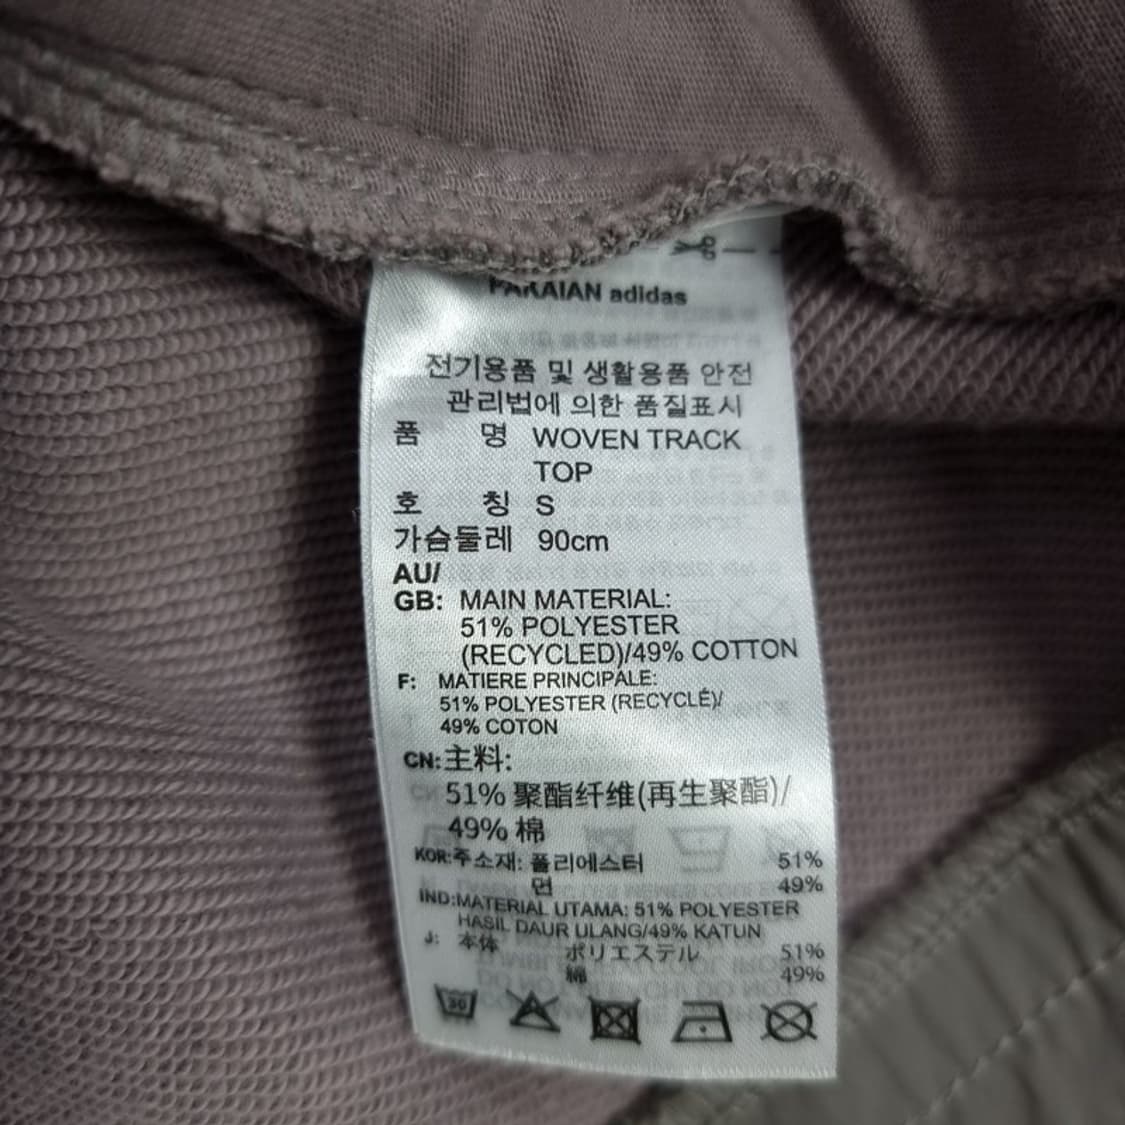 PAKAIAN adidas
전기용품 및 생활용품 안전
관리법에 의한 품질표시
품 명 WOVEN TRACK
TOP
호 칭 S
가슴둘레 90cm
AU/
GB: MAIN MATERIAL:
51% POLYESTER
(RECYCLED)/49% COTTON
F: MATIERE PRINCIPALE:
51% POLYESTER (RECYCLÉ)/
49% COTON
CN: 主料:
51% 聚酯纤维(再生聚酯)/
49% 棉
KOR: 주소재: 폴리에스터 51%
면 49%
IND: MATERIAL UTAMA: 51% POLYESTER
HASIL DAUR ULANG/49% KATUN
J: 本体 ポリエステル 51%
綿 49%
30